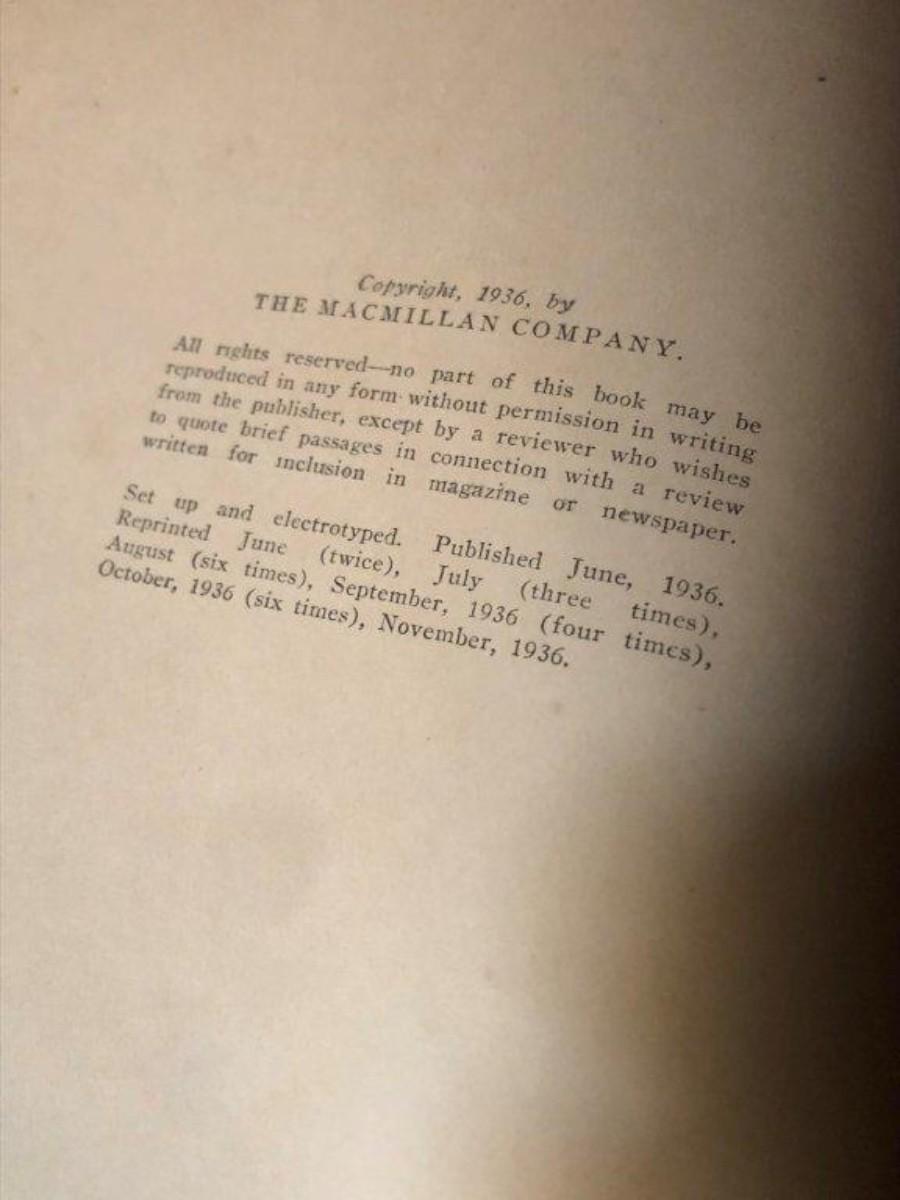 Copyright, 1936, by
THE MACMILLAN COMPANY.
All rights reserved—no part of this book may be
reproduced in any form without permission in writing
from the publisher, except by a reviewer who wishes
to quote brief passages in connection with a review
written for inclusion in magazine or newspaper.
Set up and electrotyped. Published June, 1936.
Reprinted June (twice), July (three times),
August (six times), September, 1936 (four times),
October, 1936 (six times), November, 1936.